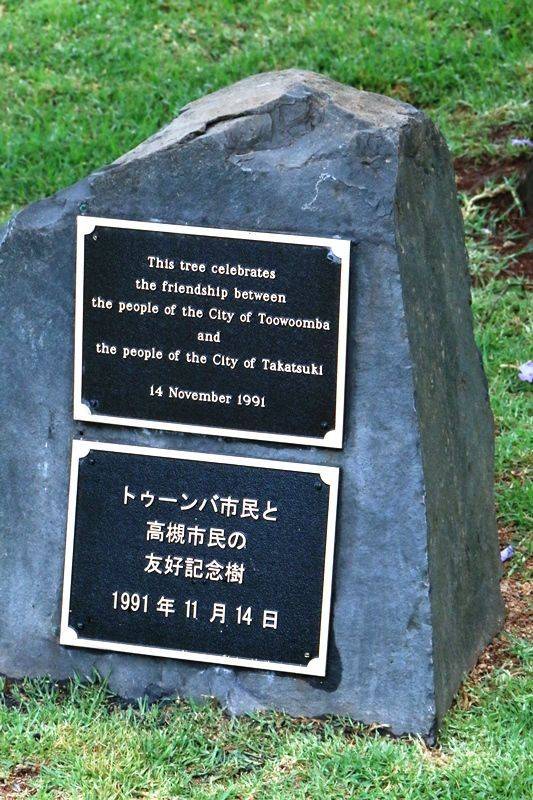 This tree celebrates
the friendship between
the people of the City of Toowoomba
and
the people of the City of Takatsuki
14 November 1991
トゥーンバ市民と
高槻市民の
友好記念樹
1991 年 11 月 14 日